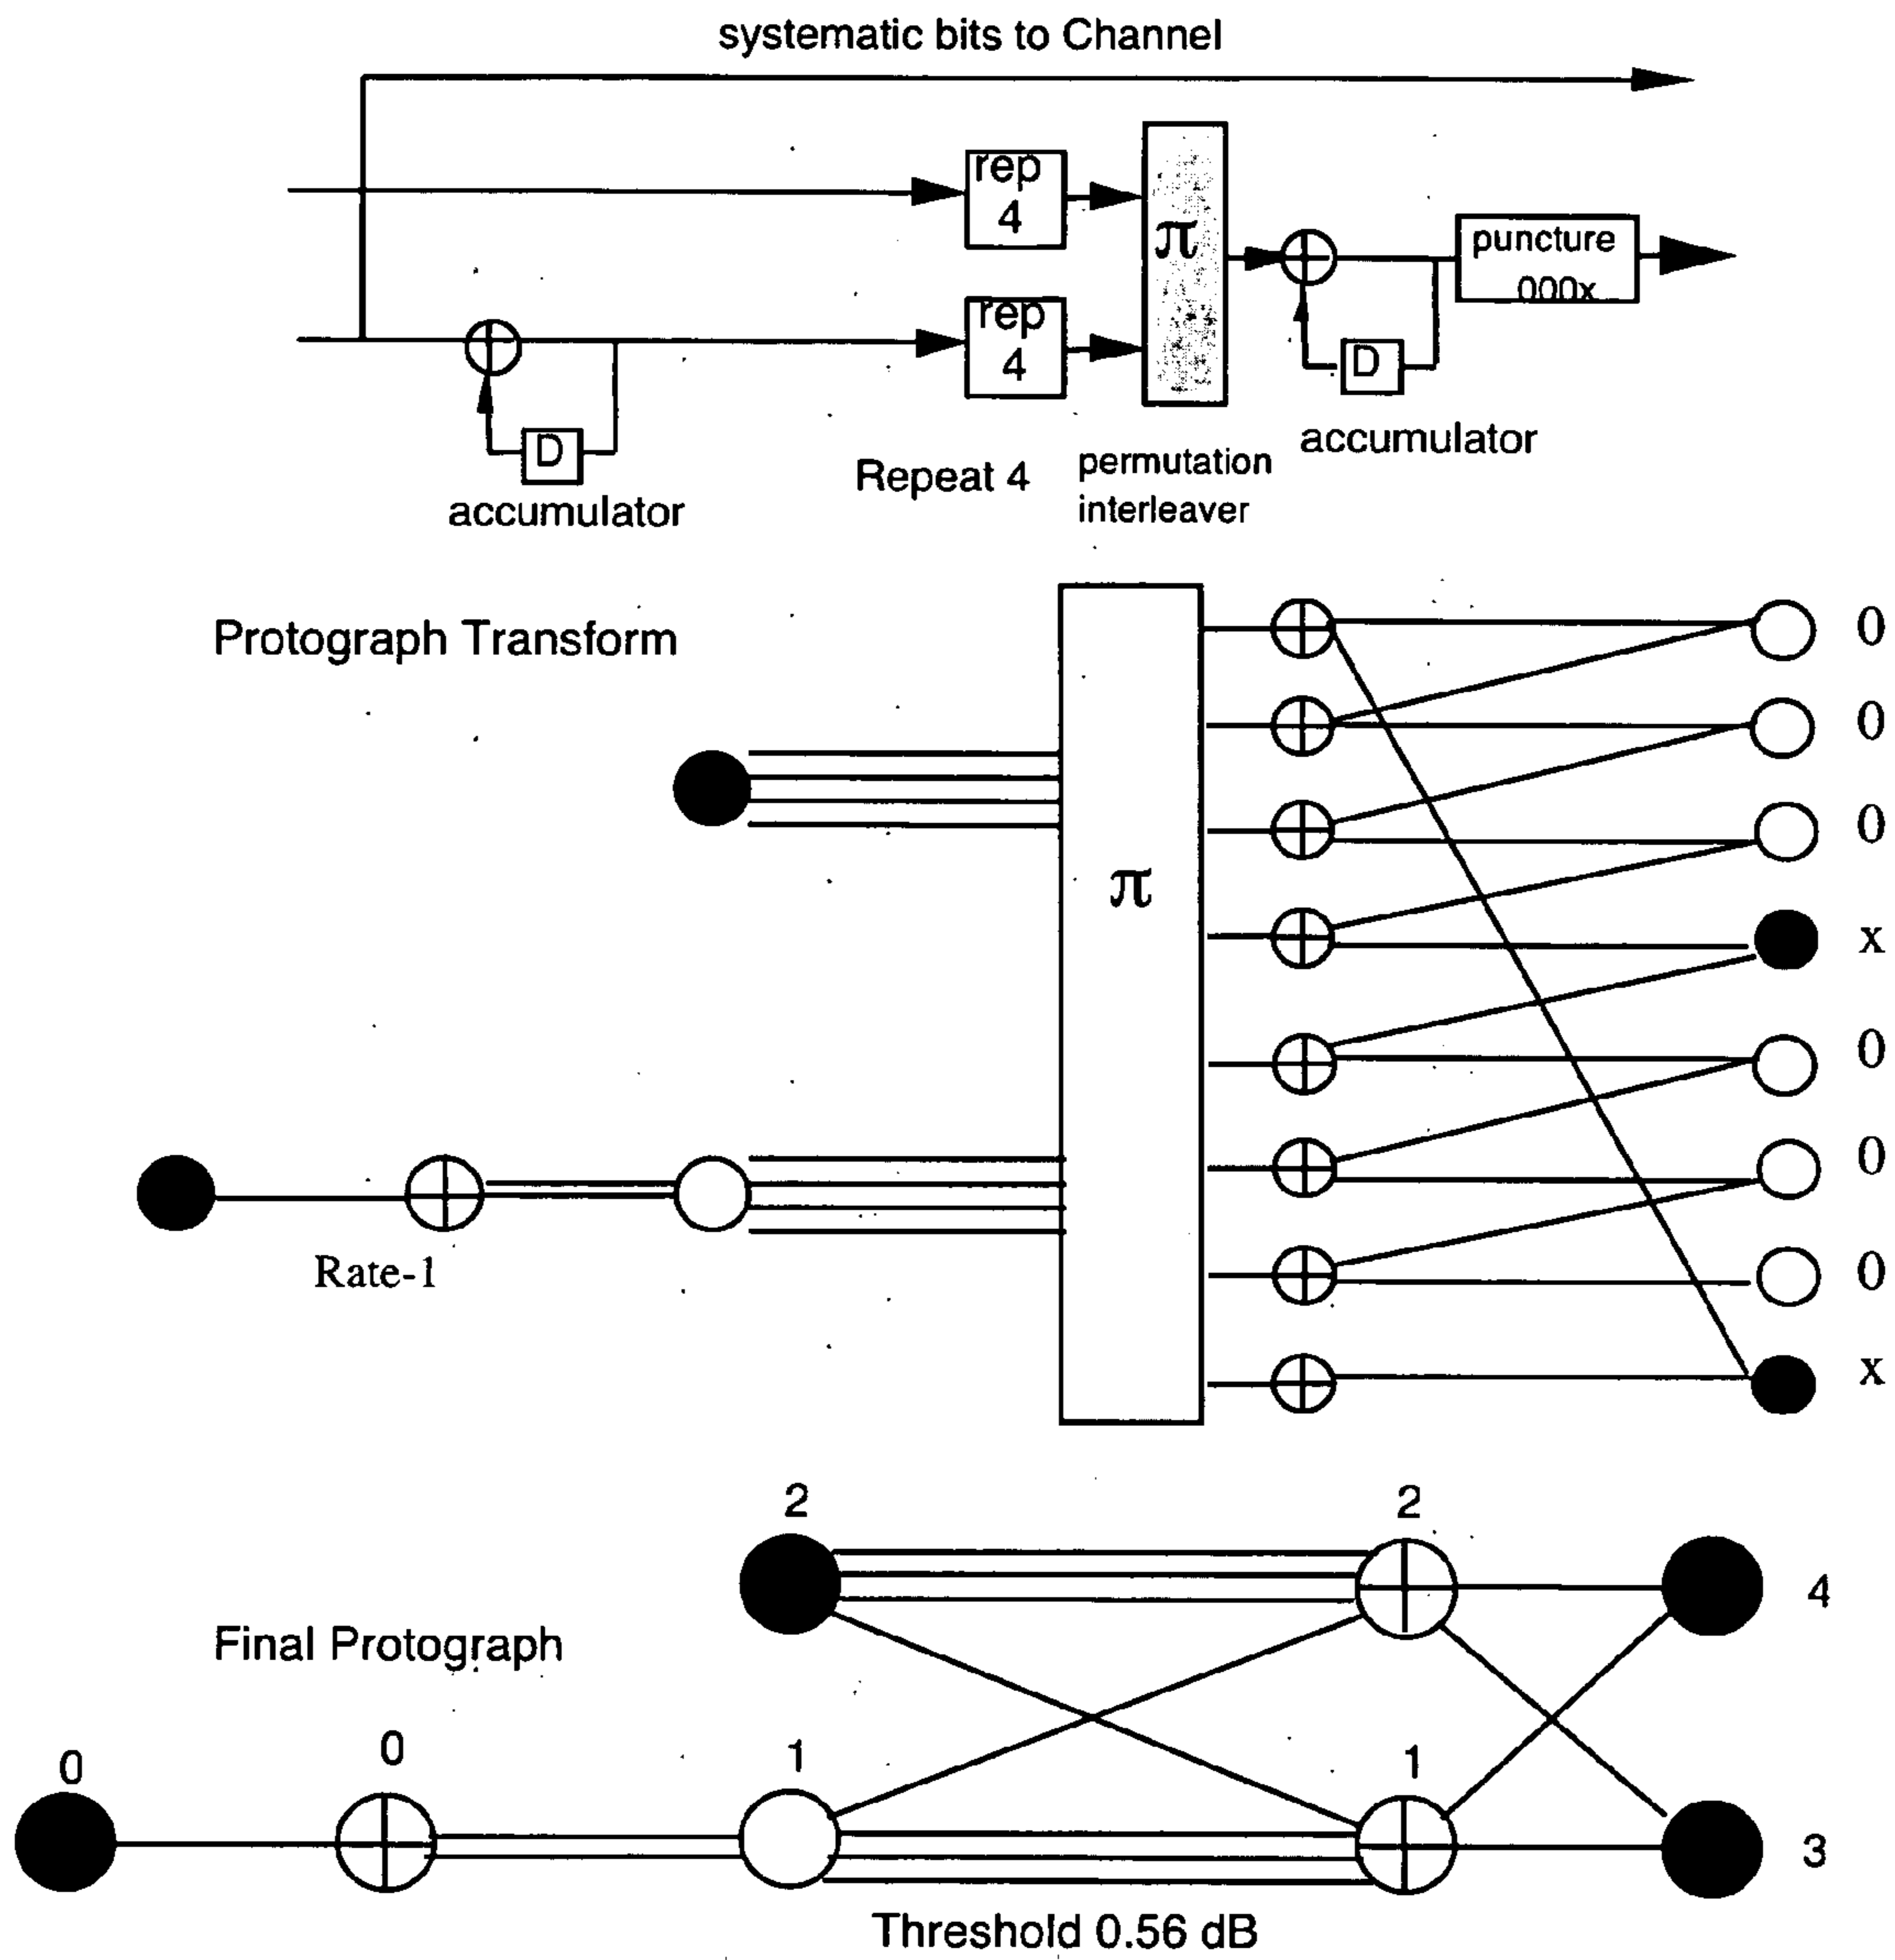 systematic bits to Channel
rep
4
π
puncture
000x
rep
4
D
accumulator
D
Repeat 4
permutation
interleaver
accumulator
Protograph Transform
0
0
0
x
π
0
0
Rate-1
0
x
2
2
4
Final Protograph
0
0
1
1
3
Threshold 0.56 dB